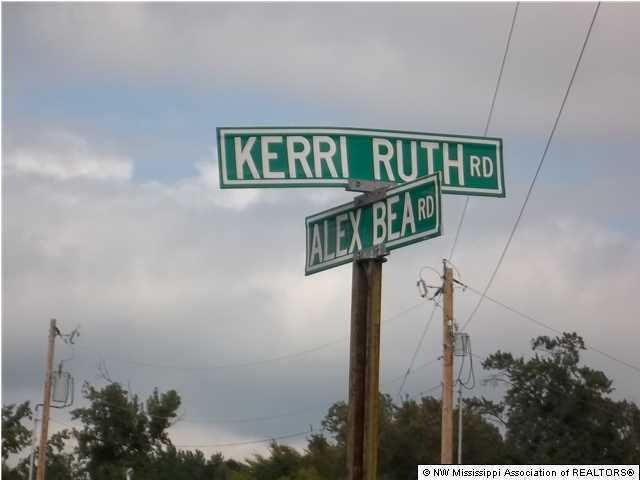 KERRI RUTH RD
ALEX BEA RD
© NW Mississippi Association of REALTORS®